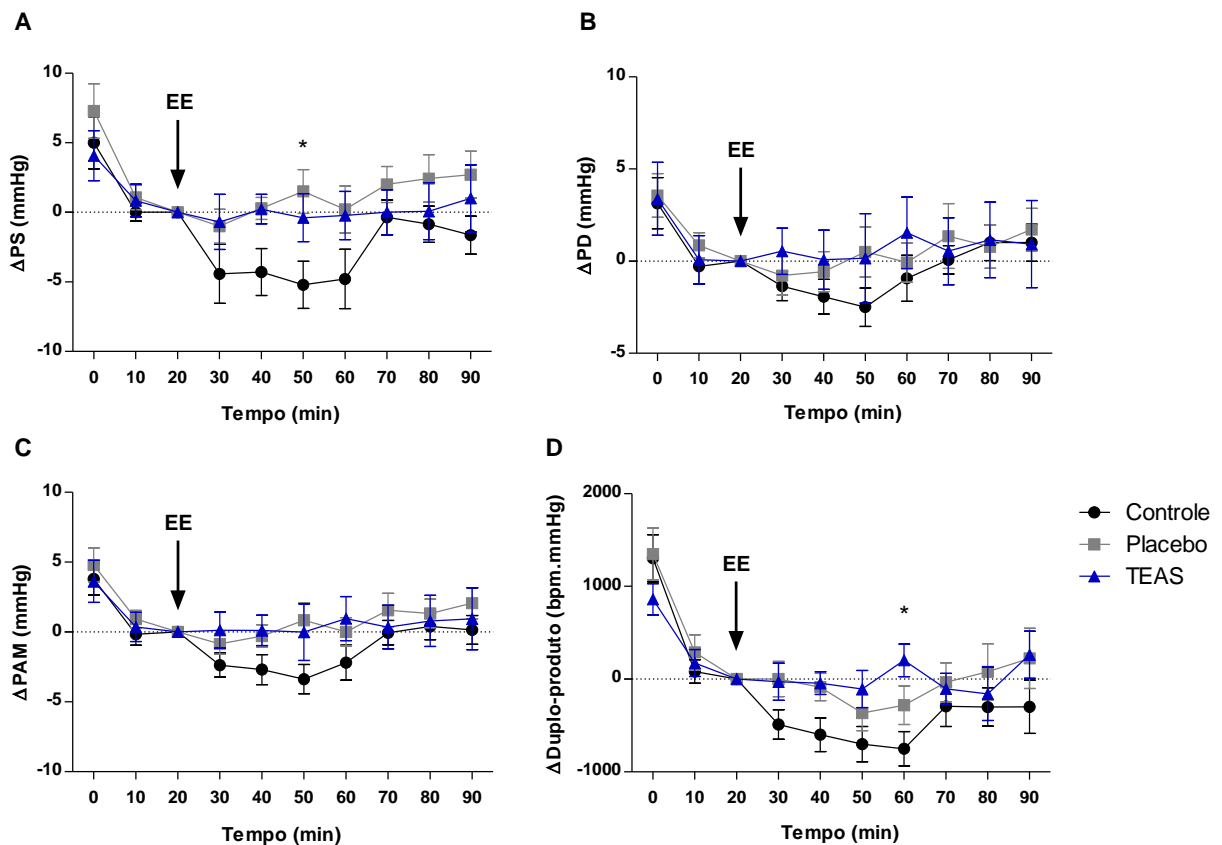 A
ΔPS (mmHg)
10
5
0
-5
-10
EE
*
0 10 20 30 40 50 60 70 80 90
Tempo (min)
B
ΔPD (mmHg)
10
5
0
-5
EE
0 10 20 30 40 50 60 70 80 90
Tempo (min)
C
ΔPAM (mmHg)
10
5
0
-5
-10
EE
0 10 20 30 40 50 60 70 80 90
Tempo (min)
D
ΔDuplo-produto (bpm.mmHg)
2000
1000
0
-1000
EE
*
0 10 20 30 40 50 60 70 80 90
Tempo (min)
Controle
Placebo
TEAS